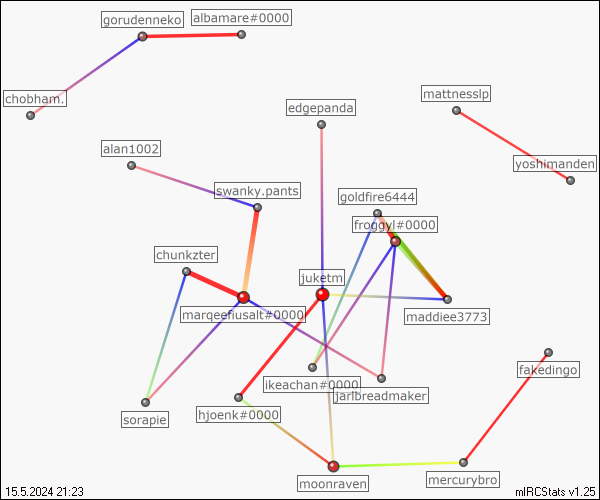 gorudenneko
albamare#0000
chobham.
mattnesslp
edgepanda
alan1002
yoshimanden
swanky.pants
goldfire6444
froggyl#0000
chunkzter
juketm
marqeefiusalt#0000
maddiee3773
fakedingo
ikeachan#0000
jarlbreadmaker
sorapie
hjoenk#0000
moonraven
mercurybro
15.5.2024 21:23
mIRCStats v1.25